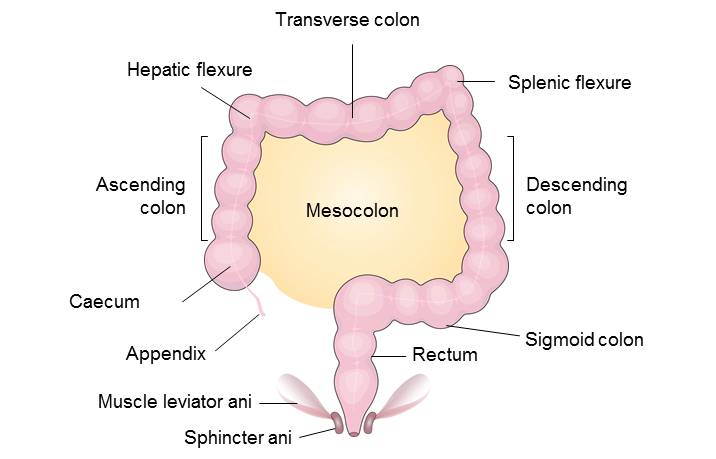 Transverse colon
Hepatic flexure
Splenic flexure
Ascending
colon
Descending
colon
Mesocolon
Caecum
Appendix
Sigmoid colon
Rectum
Muscle leviator ani
Sphincter ani